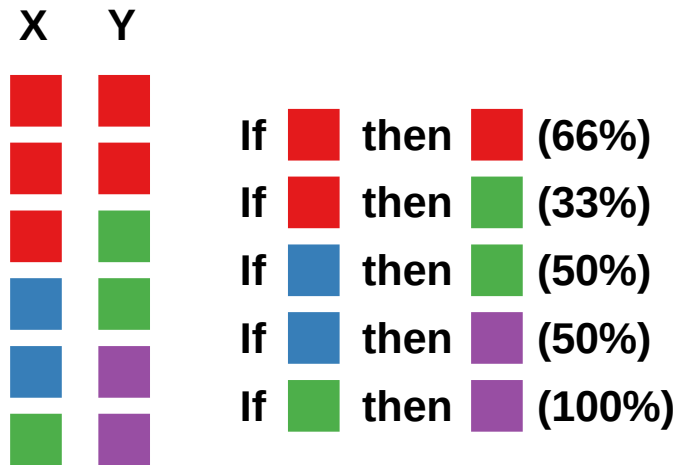 X Y
If then (66%)
If then (33%)
If then (50%)
If then (50%)
If then (100%)